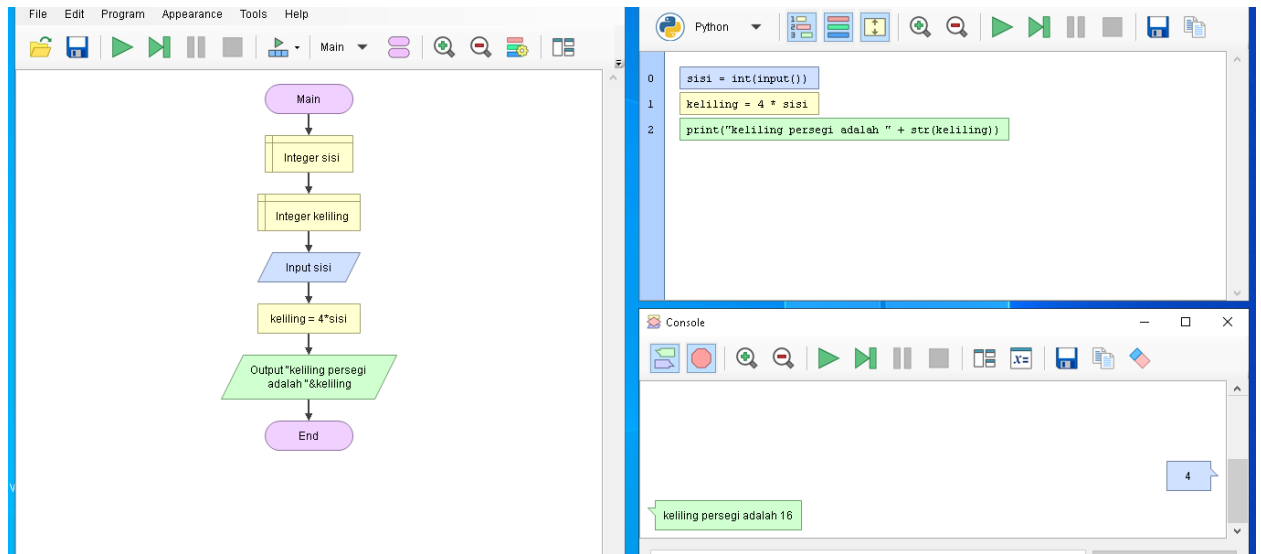 File Edit Program Appearance Tools Help
Main
Main
Integer sisi
Integer keliling
Input sisi
keliling = 4*sisi
Output "keliling persegi
adalah "&keliling
End
Python
0 sisi = int(input())
1 keliling = 4 * sisi
2 print("keliling persegi adalah " + str(keliling))
Console
x=
4
keliling persegi adalah 16